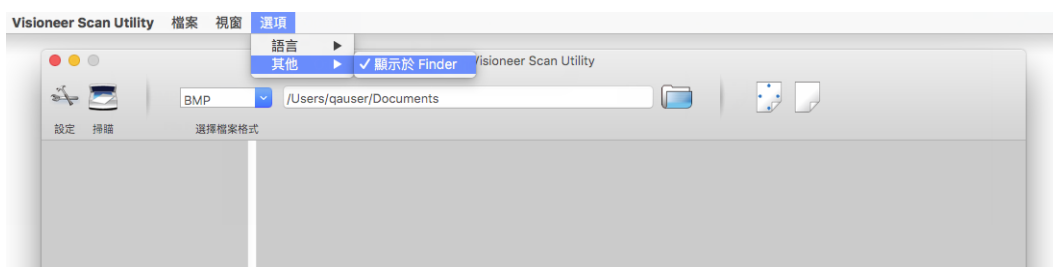 Visioneer Scan Utility 檔案 視窗 選項
語言
其他 ✓ 顯示於 Finder
Visioneer Scan Utility
BMP /Users/qauser/Documents
設定 掃瞄 選擇檔案格式